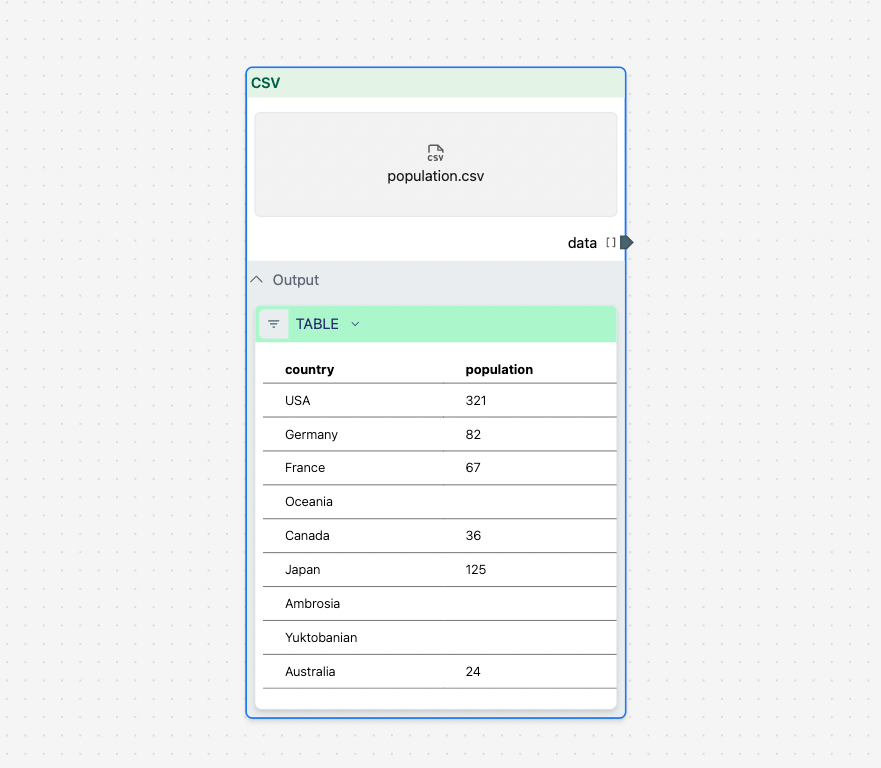 CSV
CSV
population.csv
data []
Output
TABLE
country population
USA 321
Germany 82
France 67
Oceania
Canada 36
Japan 125
Ambrosia
Yuktobanian
Australia 24